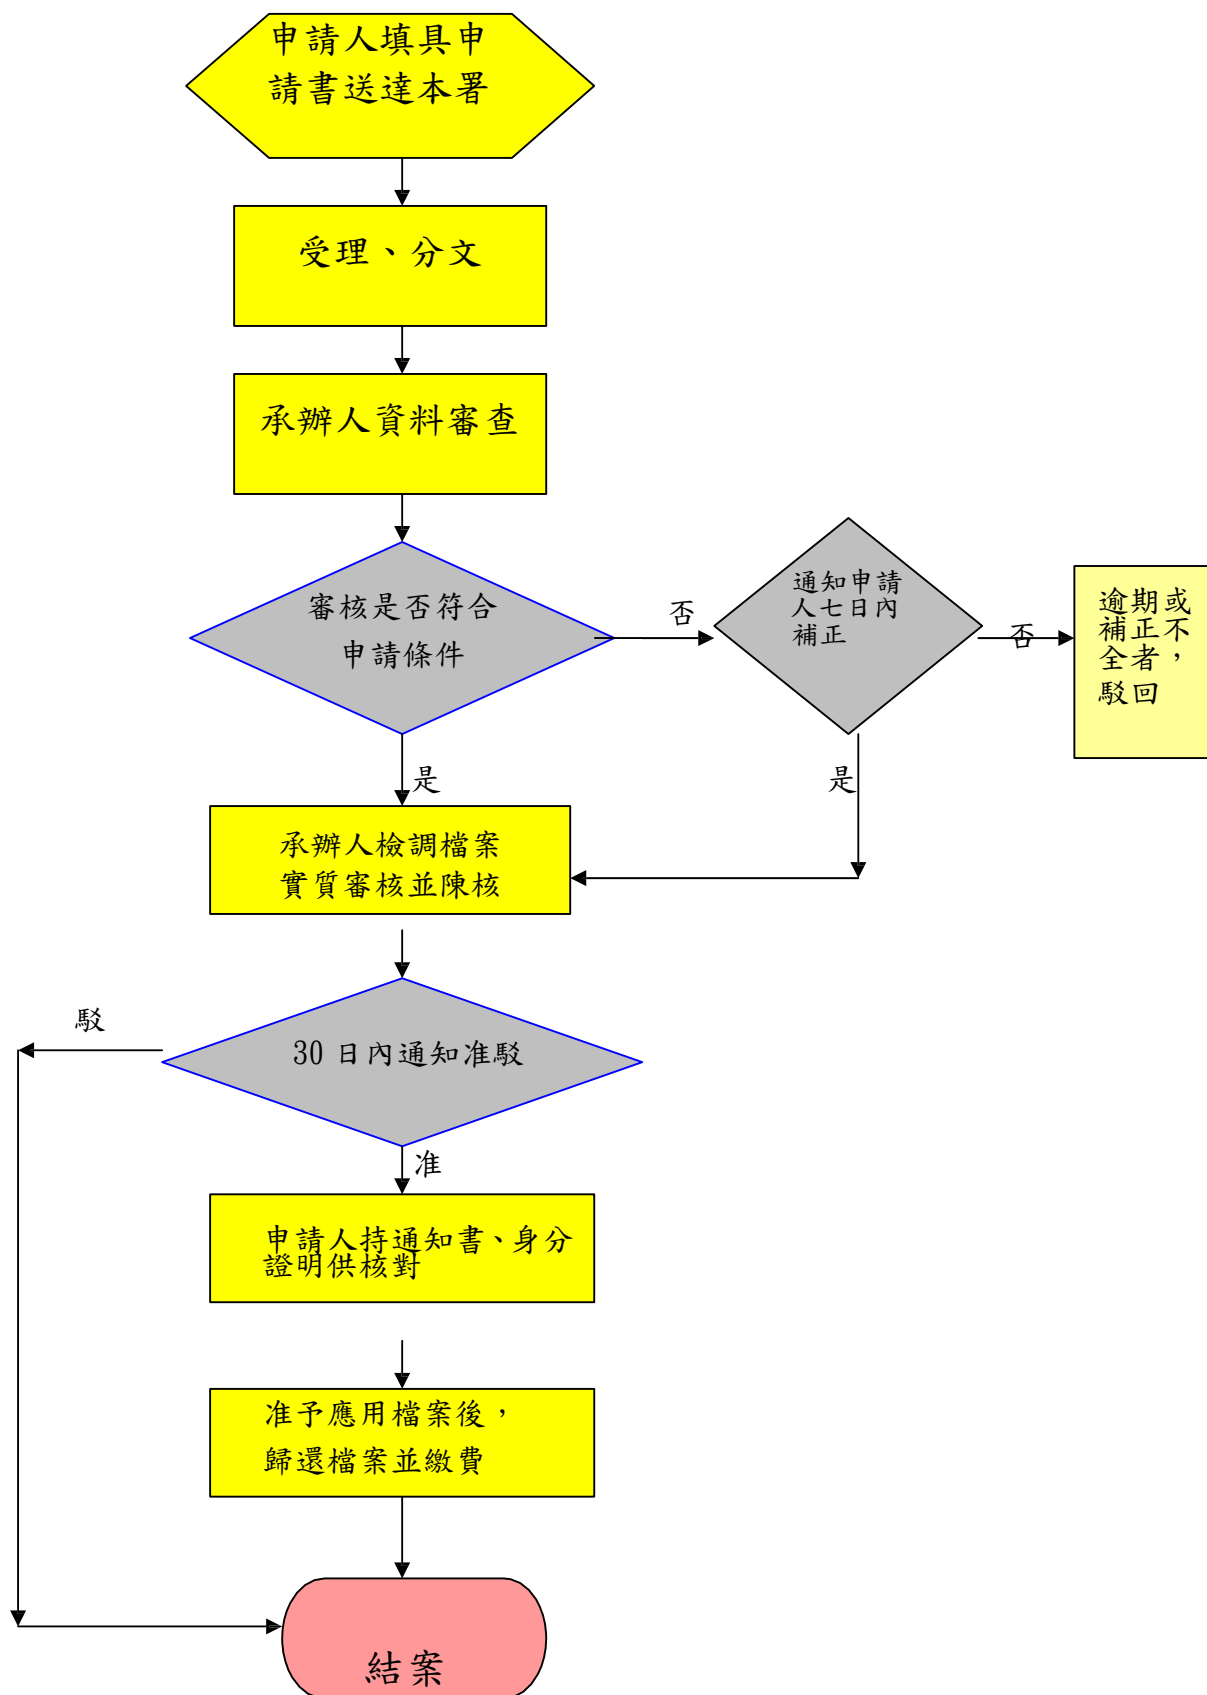 申請人填具申
請書送達本署
受理、分文
承辦人資料審查
審核是否符合
申請條件
否
通知申請
人七日內
補正
否
逾期或
補正不
全者，
駁回
是
是
承辦人檢調檔案
實質審核並陳核
駁
30 日內通知准駁
准
申請人持通知書、身分
證明供核對
准予應用檔案後，
歸還檔案並繳費
結案